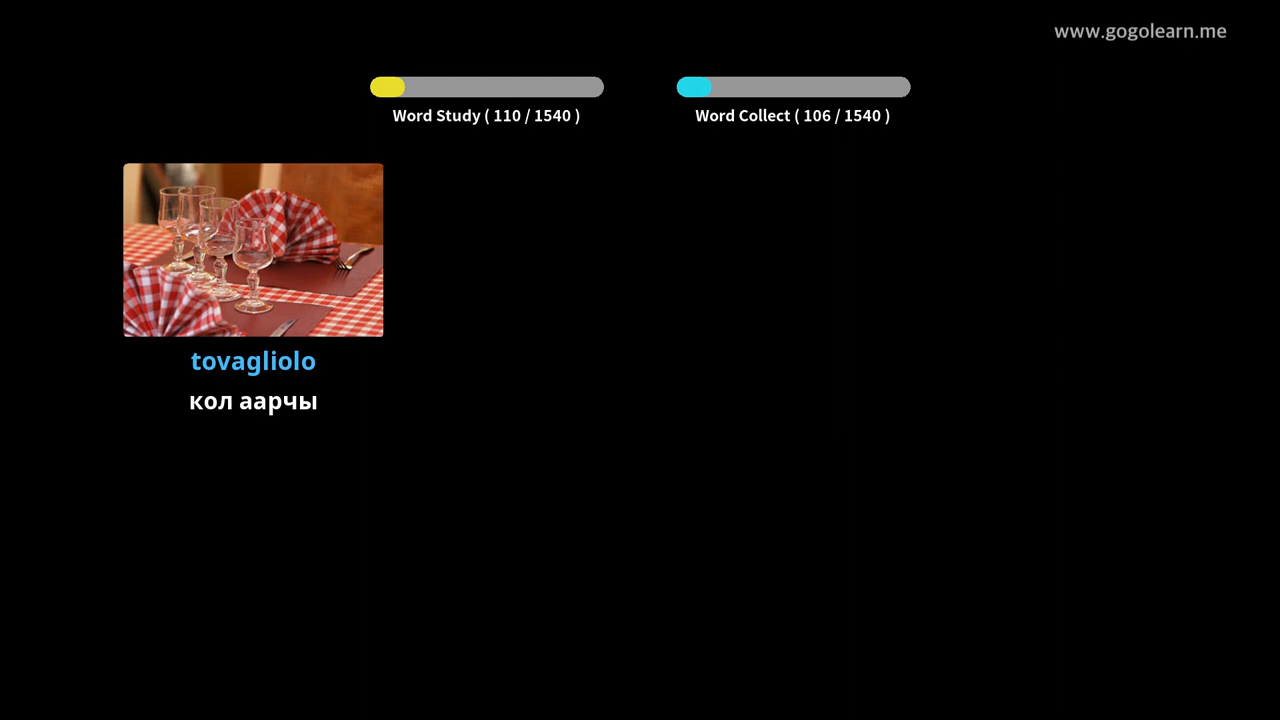 www.gogolearn.me
Word Study ( 110 / 1540 )
Word Collect ( 106 / 1540 )
tovagliolo
кол аарчы